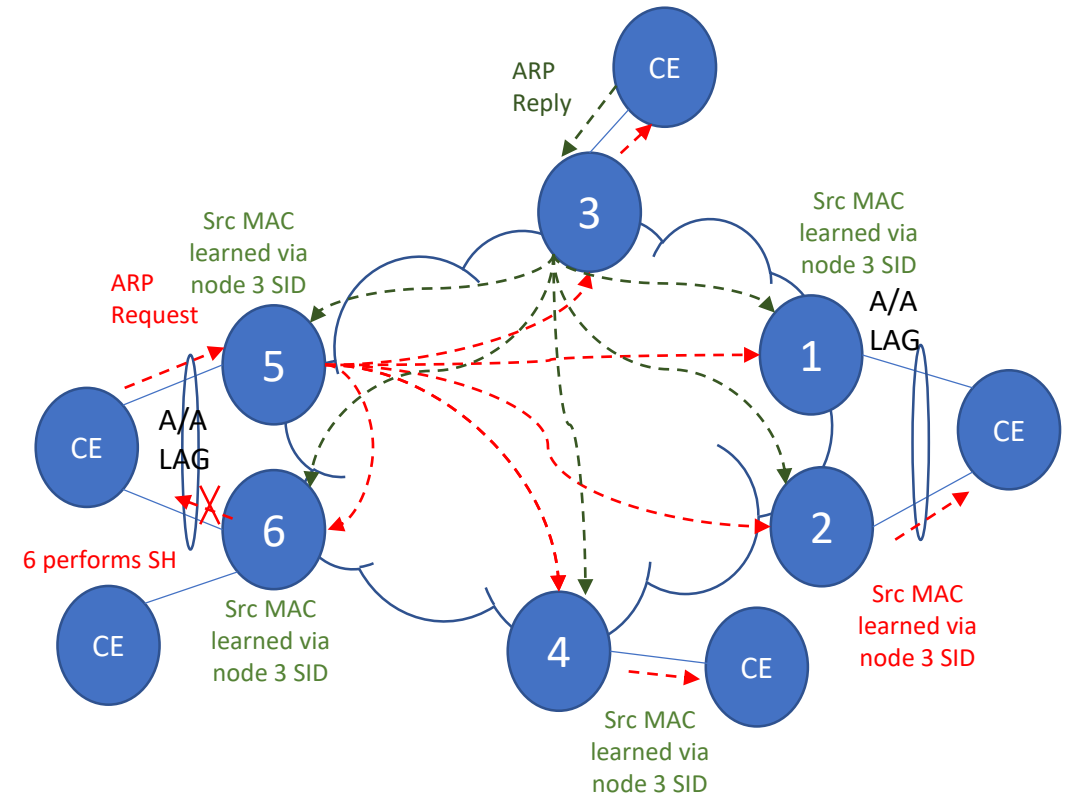 CE
ARP
Reply
3
Src MAC
learned via
node 3 SID
Src MAC
learned via
node 3 SID
ARP
Request
A/A
LAG
5
1
CE
A/A
LAG
CE
6
2
6 performs SH
CE
Src MAC
learned via
node 3 SID
Src MAC
learned via
node 3 SID
4
CE
Src MAC
learned via
node 3 SID